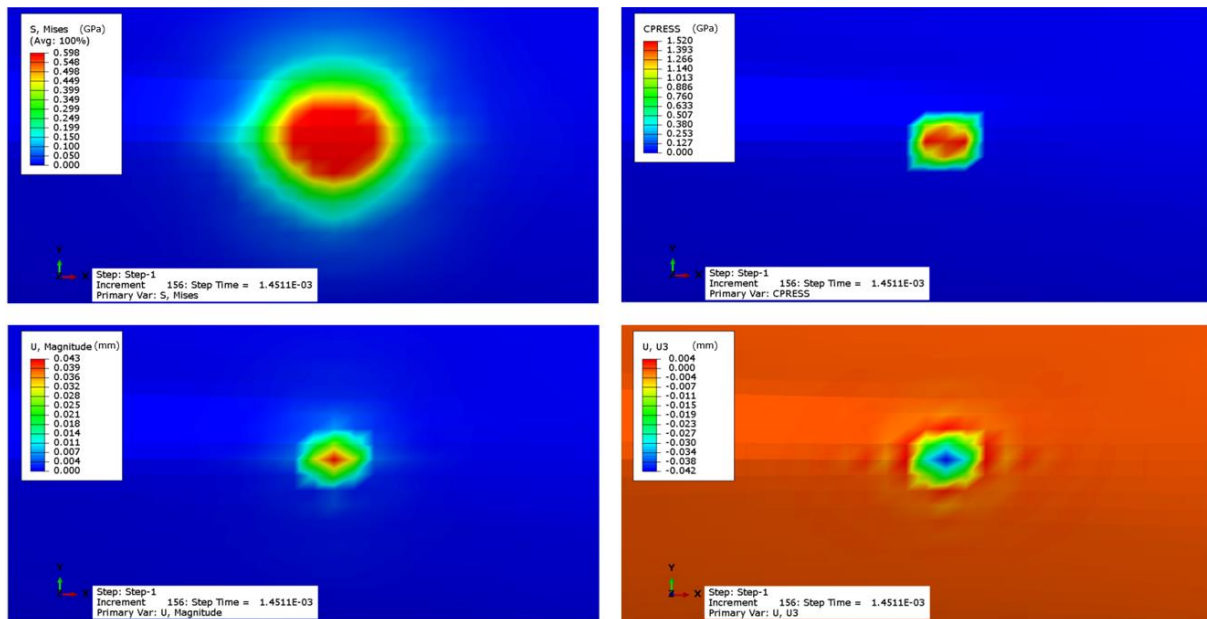 S, Mises (GPa)
(Avg: 100%)
0.598
0.548
0.498
0.449
0.399
0.349
0.299
0.249
0.199
0.150
0.100
0.050
0.000
Y
X
Step: Step-1
Increment 156: Step Time = 1.4511E-03
Primary Var: S, Mises
CPRESS (GPa)
1.520
1.393
1.266
1.140
1.013
0.886
0.760
0.633
0.507
0.380
0.253
0.127
0.000
Y
X
Step: Step-1
Increment 156: Step Time = 1.4511E-03
Primary Var: CPRESS
U, Magnitude (mm)
0.043
0.039
0.036
0.032
0.028
0.025
0.021
0.018
0.014
0.011
0.007
0.004
0.000
Y
X
Step: Step-1
Increment 156: Step Time = 1.4511E-03
Primary Var: U, Magnitude
U, U3 (mm)
0.004
0.000
-0.004
-0.007
-0.011
-0.015
-0.019
-0.023
-0.027
-0.030
-0.034
-0.038
-0.042
Y
Z
X
Step: Step-1
Increment 156: Step Time = 1.4511E-03
Primary Var: U, U3